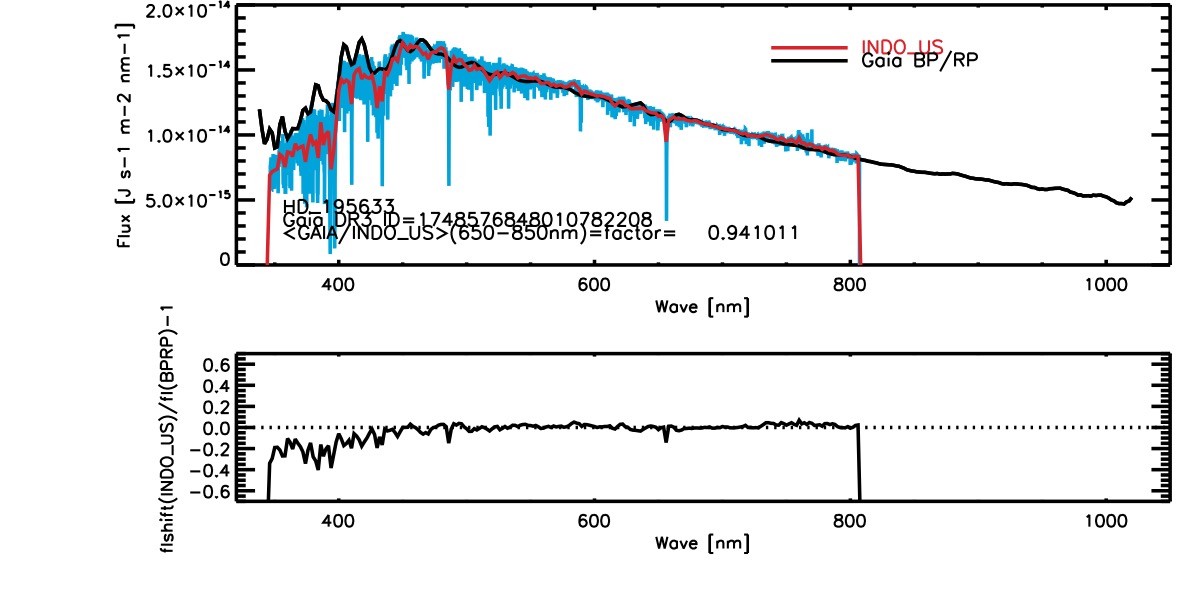 2.0×10⁻¹⁴
1.5×10⁻¹⁴
1.0×10⁻¹⁴
5.0×10⁻¹⁵
0
Flux [J s-1 m-2 nm-1]
INDO_US
Gaia BP/RP
HD_195633
Gaia DR3 ID=1748576848010782208
<GAIA/INDO_US>(650-850nm)=factor= 0.941011
400 600 800 1000
Wave [nm]
0.6
0.4
0.2
0.0
-0.2
-0.4
-0.6
flshift(INDO_US)/fl(BPRP)-1
400 600 800 1000
Wave [nm]